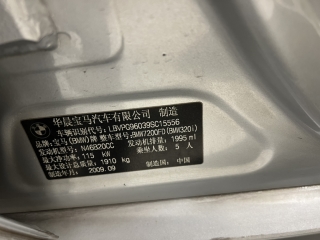 华晨宝马汽车有限公司 制造
车辆识别代号: LBVPG96039SC15556
品牌: 宝马(BMW)牌 整车型号: BMW7200FD(BMW320i)
发动机型号: N46B20CC 发动机排量: 1995 ml
最大净功率: 115 kW 乘坐人数: 5 人
最大设计总质量: 1910 kg
制造年月: 2009.09 制造国: 中国